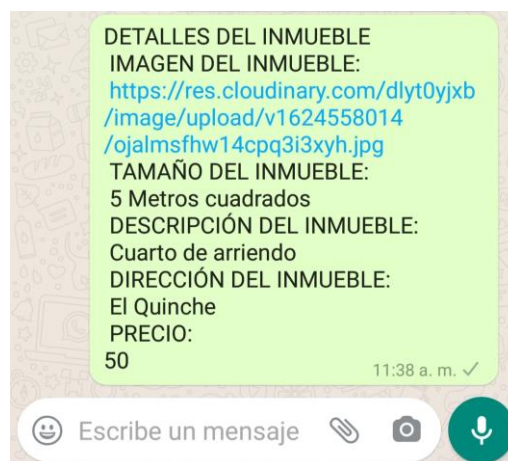 DETALLES DEL INMUEBLE
IMAGEN DEL INMUEBLE:
https://res.cloudinary.com/dlyt0yjxb
/image/upload/v1624558014
/ojalmsfhw14cpq3i3xyh.jpg
TAMAÑO DEL INMUEBLE:
5 Metros cuadrados
DESCRIPCIÓN DEL INMUEBLE:
Cuarto de arriendo
DIRECCIÓN DEL INMUEBLE:
El Quinche
PRECIO:
50
11:38 a. m.
Escribe un mensaje